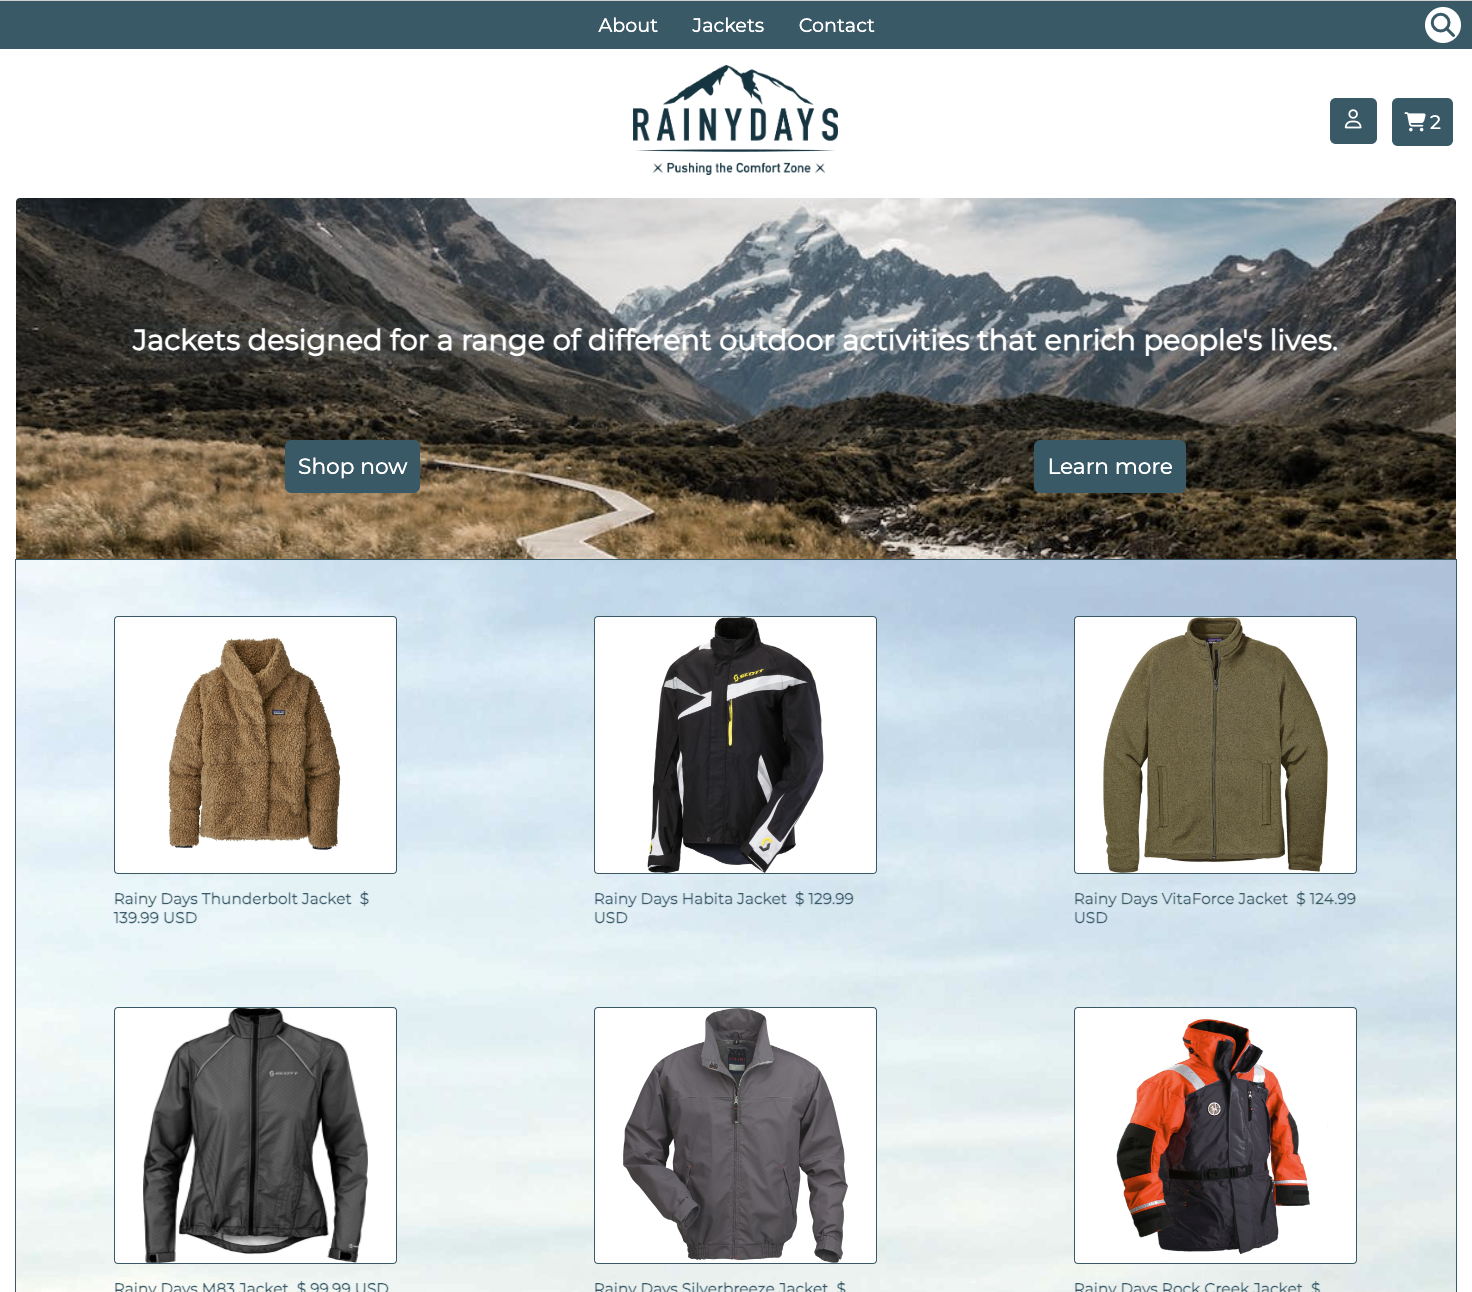 About Jackets Contact
RAINYDAYS
Pushing the Comfort Zone
2
Jackets designed for a range of different outdoor activities that enrich people's lives.
Shop now
Learn more
SCOTT
Rainy Days Thunderbolt Jacket $
139.99 USD
Rainy Days Habita Jacket $ 129.99
USD
Rainy Days VitaForce Jacket $ 124.99
USD
SCOTT
Rainy Days M83 Jacket $ 99.99 USD
Rainy Days Silverbreeze Jacket $
Rainy Days Rock Creek Jacket $